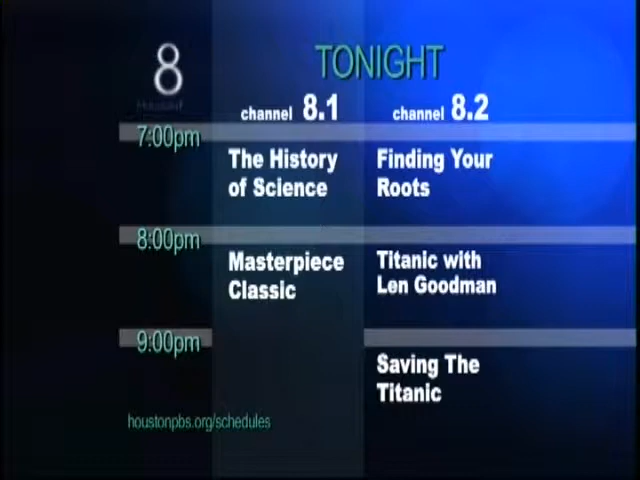 8
Houston
TONIGHT
channel 8.1
channel 8.2
7:00pm
The History
of Science
Finding Your
Roots
8:00pm
Masterpiece
Classic
Titanic with
Len Goodman
9:00pm
Saving The
Titanic
houstonpbs.org/schedules